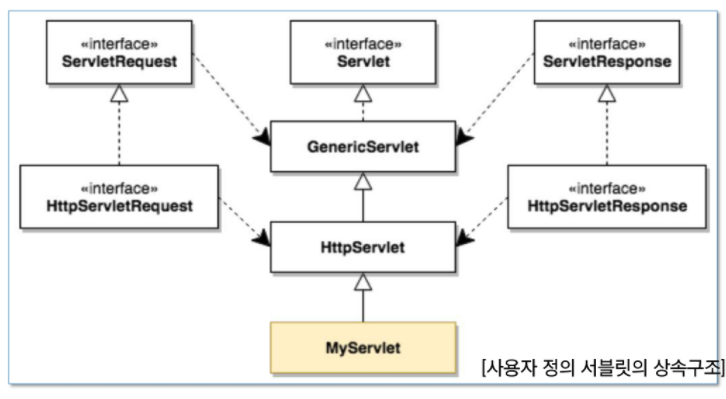 «interface»
ServletRequest
«interface»
Servlet
«interface»
ServletResponse
GenericServlet
«interface»
HttpServletRequest
«interface»
HttpServletResponse
HttpServlet
MyServlet
[사용자 정의 서블릿의 상속구조]